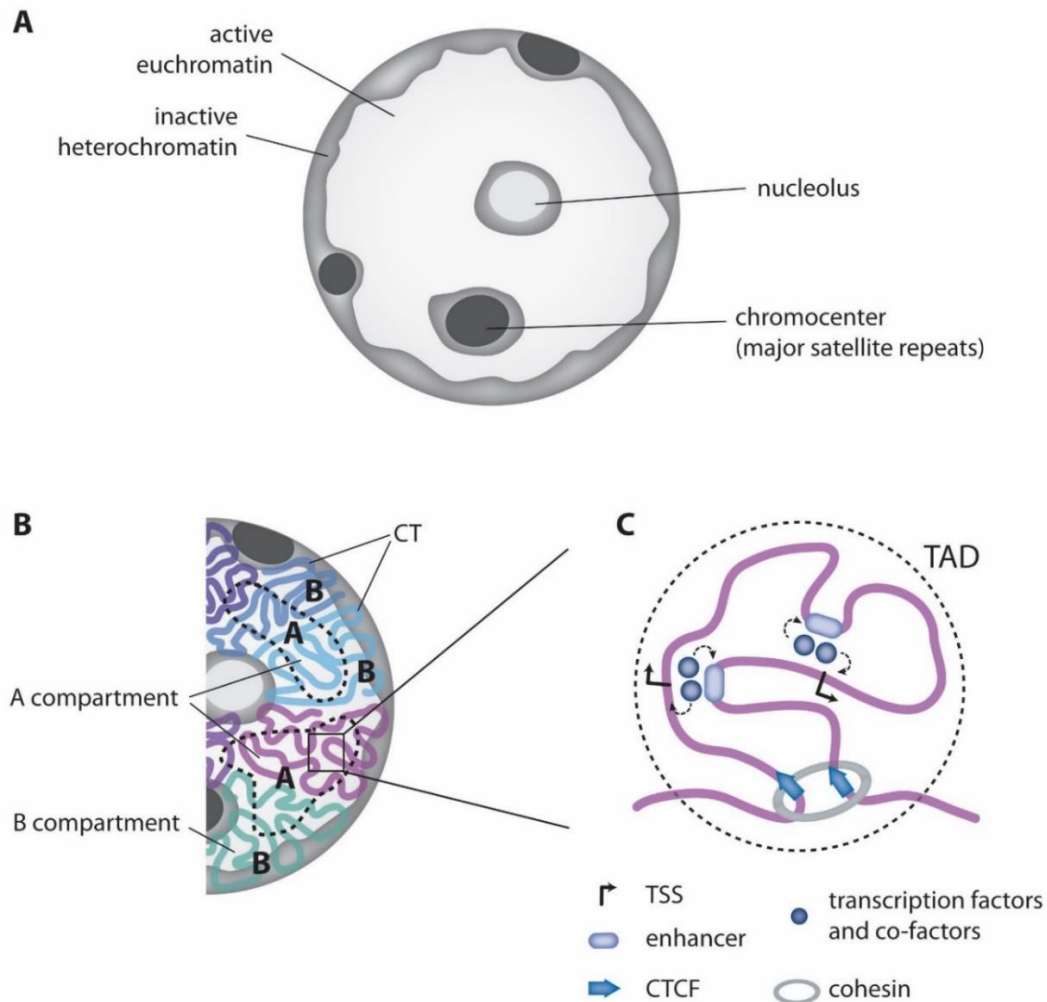 A
active
euchromatin
inactive
heterochromatin
nucleolus
chromocenter
(major satellite repeats)
B
CT
B
A
B
A compartment
A
B compartment
B
C
TAD
TSS
enhancer
CTCF
transcription factors
and co-factors
cohesin